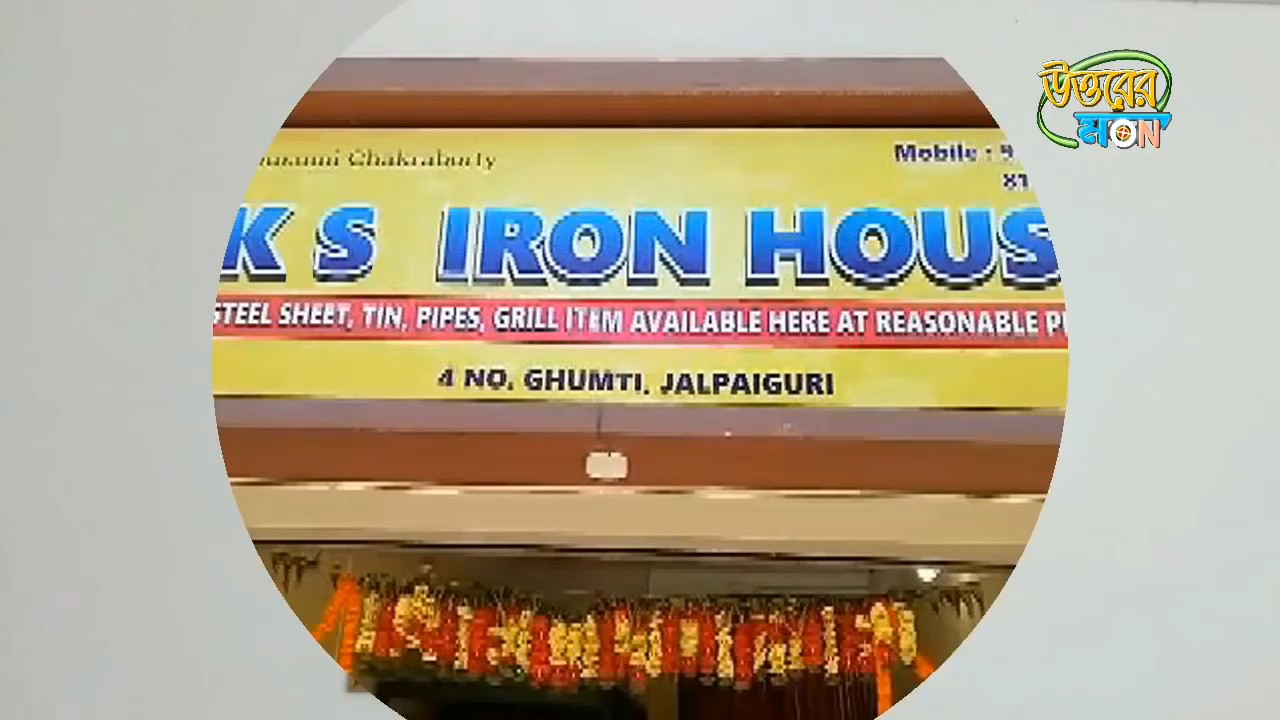 Chakraborty
Mobile : 9
81
K S IRON HOUS
STEEL SHEET, TIN, PIPES, GRILL ITEM AVAILABLE HERE AT REASONABLE
4 NO. GHUMTI, JALPAIGURI
উত্তরের
মন